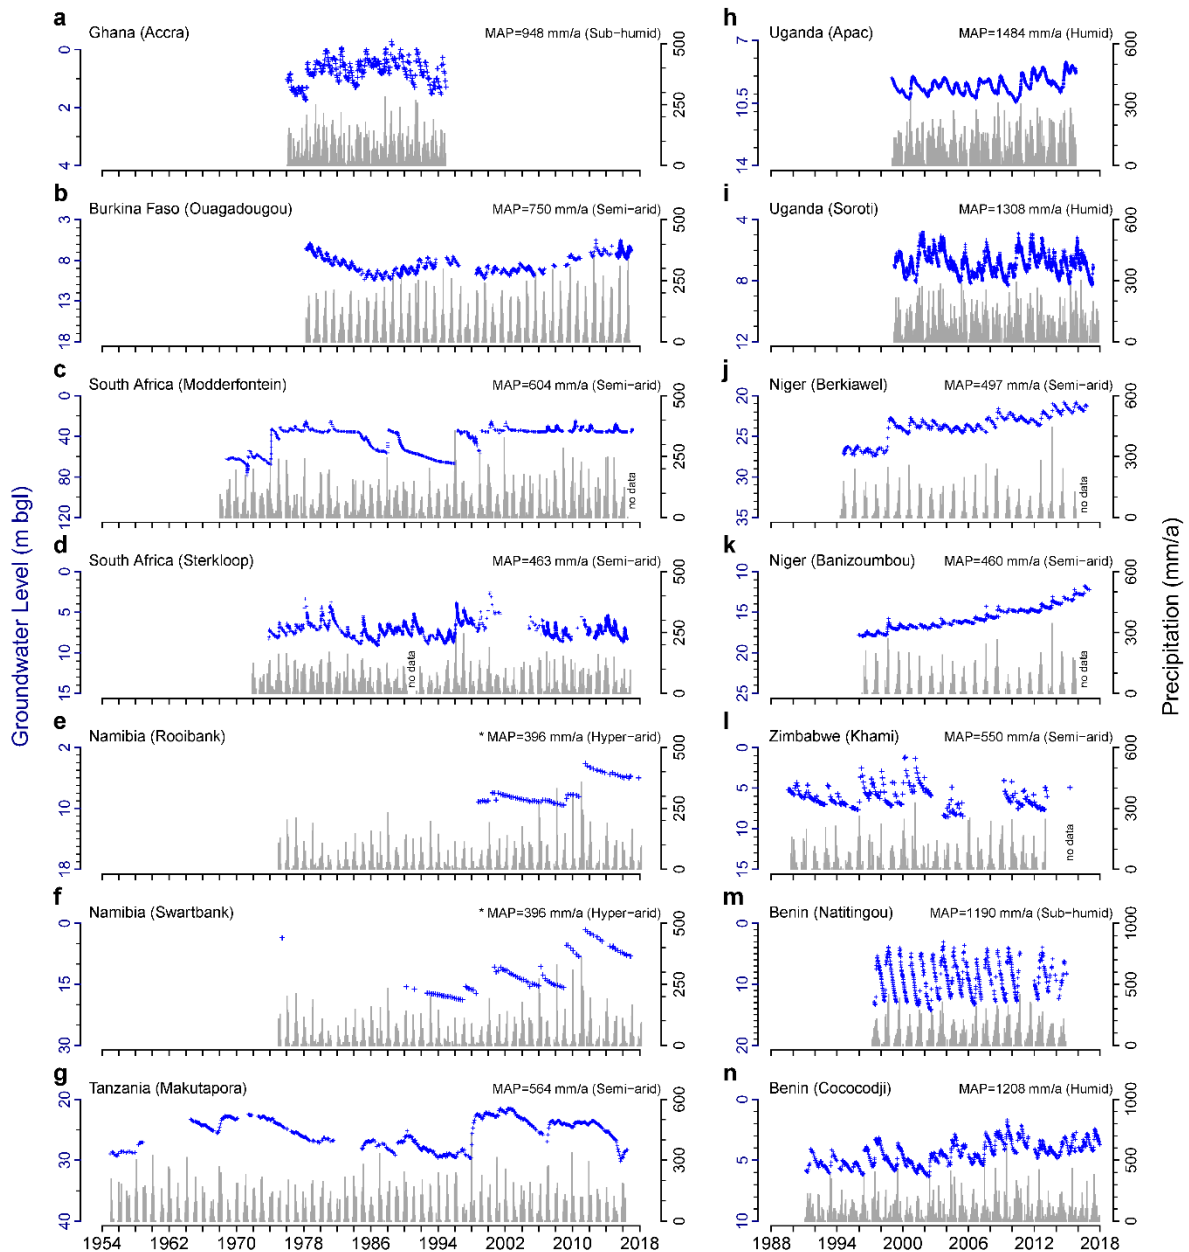 a
Ghana (Accra)
MAP=948 mm/a (Sub-humid)
0
2
4
0
250
500
b
Burkina Faso (Ouagadougou)
MAP=750 mm/a (Semi-arid)
3
8
13
18
0
250
500
c
South Africa (Modderfontein)
MAP=604 mm/a (Semi-arid)
0
40
80
120
0
250
500
no data
d
South Africa (Sterkloop)
MAP=463 mm/a (Semi-arid)
0
5
10
15
0
250
500
no data
e
Namibia (Rooibank)
* MAP=396 mm/a (Hyper-arid)
2
10
18
0
250
500
f
Namibia (Swartbank)
* MAP=396 mm/a (Hyper-arid)
0
15
30
0
250
500
g
Tanzania (Makutapora)
MAP=564 mm/a (Semi-arid)
20
30
40
0
300
600
1954 1962 1970 1978 1986 1994 2002 2010 2018
Groundwater Level (m bgl)
h
Uganda (Apac)
MAP=1484 mm/a (Humid)
7
10.5
14
0
300
600
i
Uganda (Soroti)
MAP=1308 mm/a (Humid)
4
8
12
0
300
600
j
Niger (Berkiawel)
MAP=497 mm/a (Semi-arid)
20
25
30
35
0
300
600
no data
k
Niger (Banizoumbou)
MAP=460 mm/a (Semi-arid)
10
15
20
25
0
300
600
no data
l
Zimbabwe (Khami)
MAP=550 mm/a (Semi-arid)
0
5
10
15
0
300
600
no data
m
Benin (Natitingou)
MAP=1190 mm/a (Sub-humid)
0
10
20
0
500
1000
n
Benin (Cococodji)
MAP=1208 mm/a (Humid)
0
5
10
0
500
1000
1988 1994 2000 2006 2012 2018
Precipitation (mm/a)